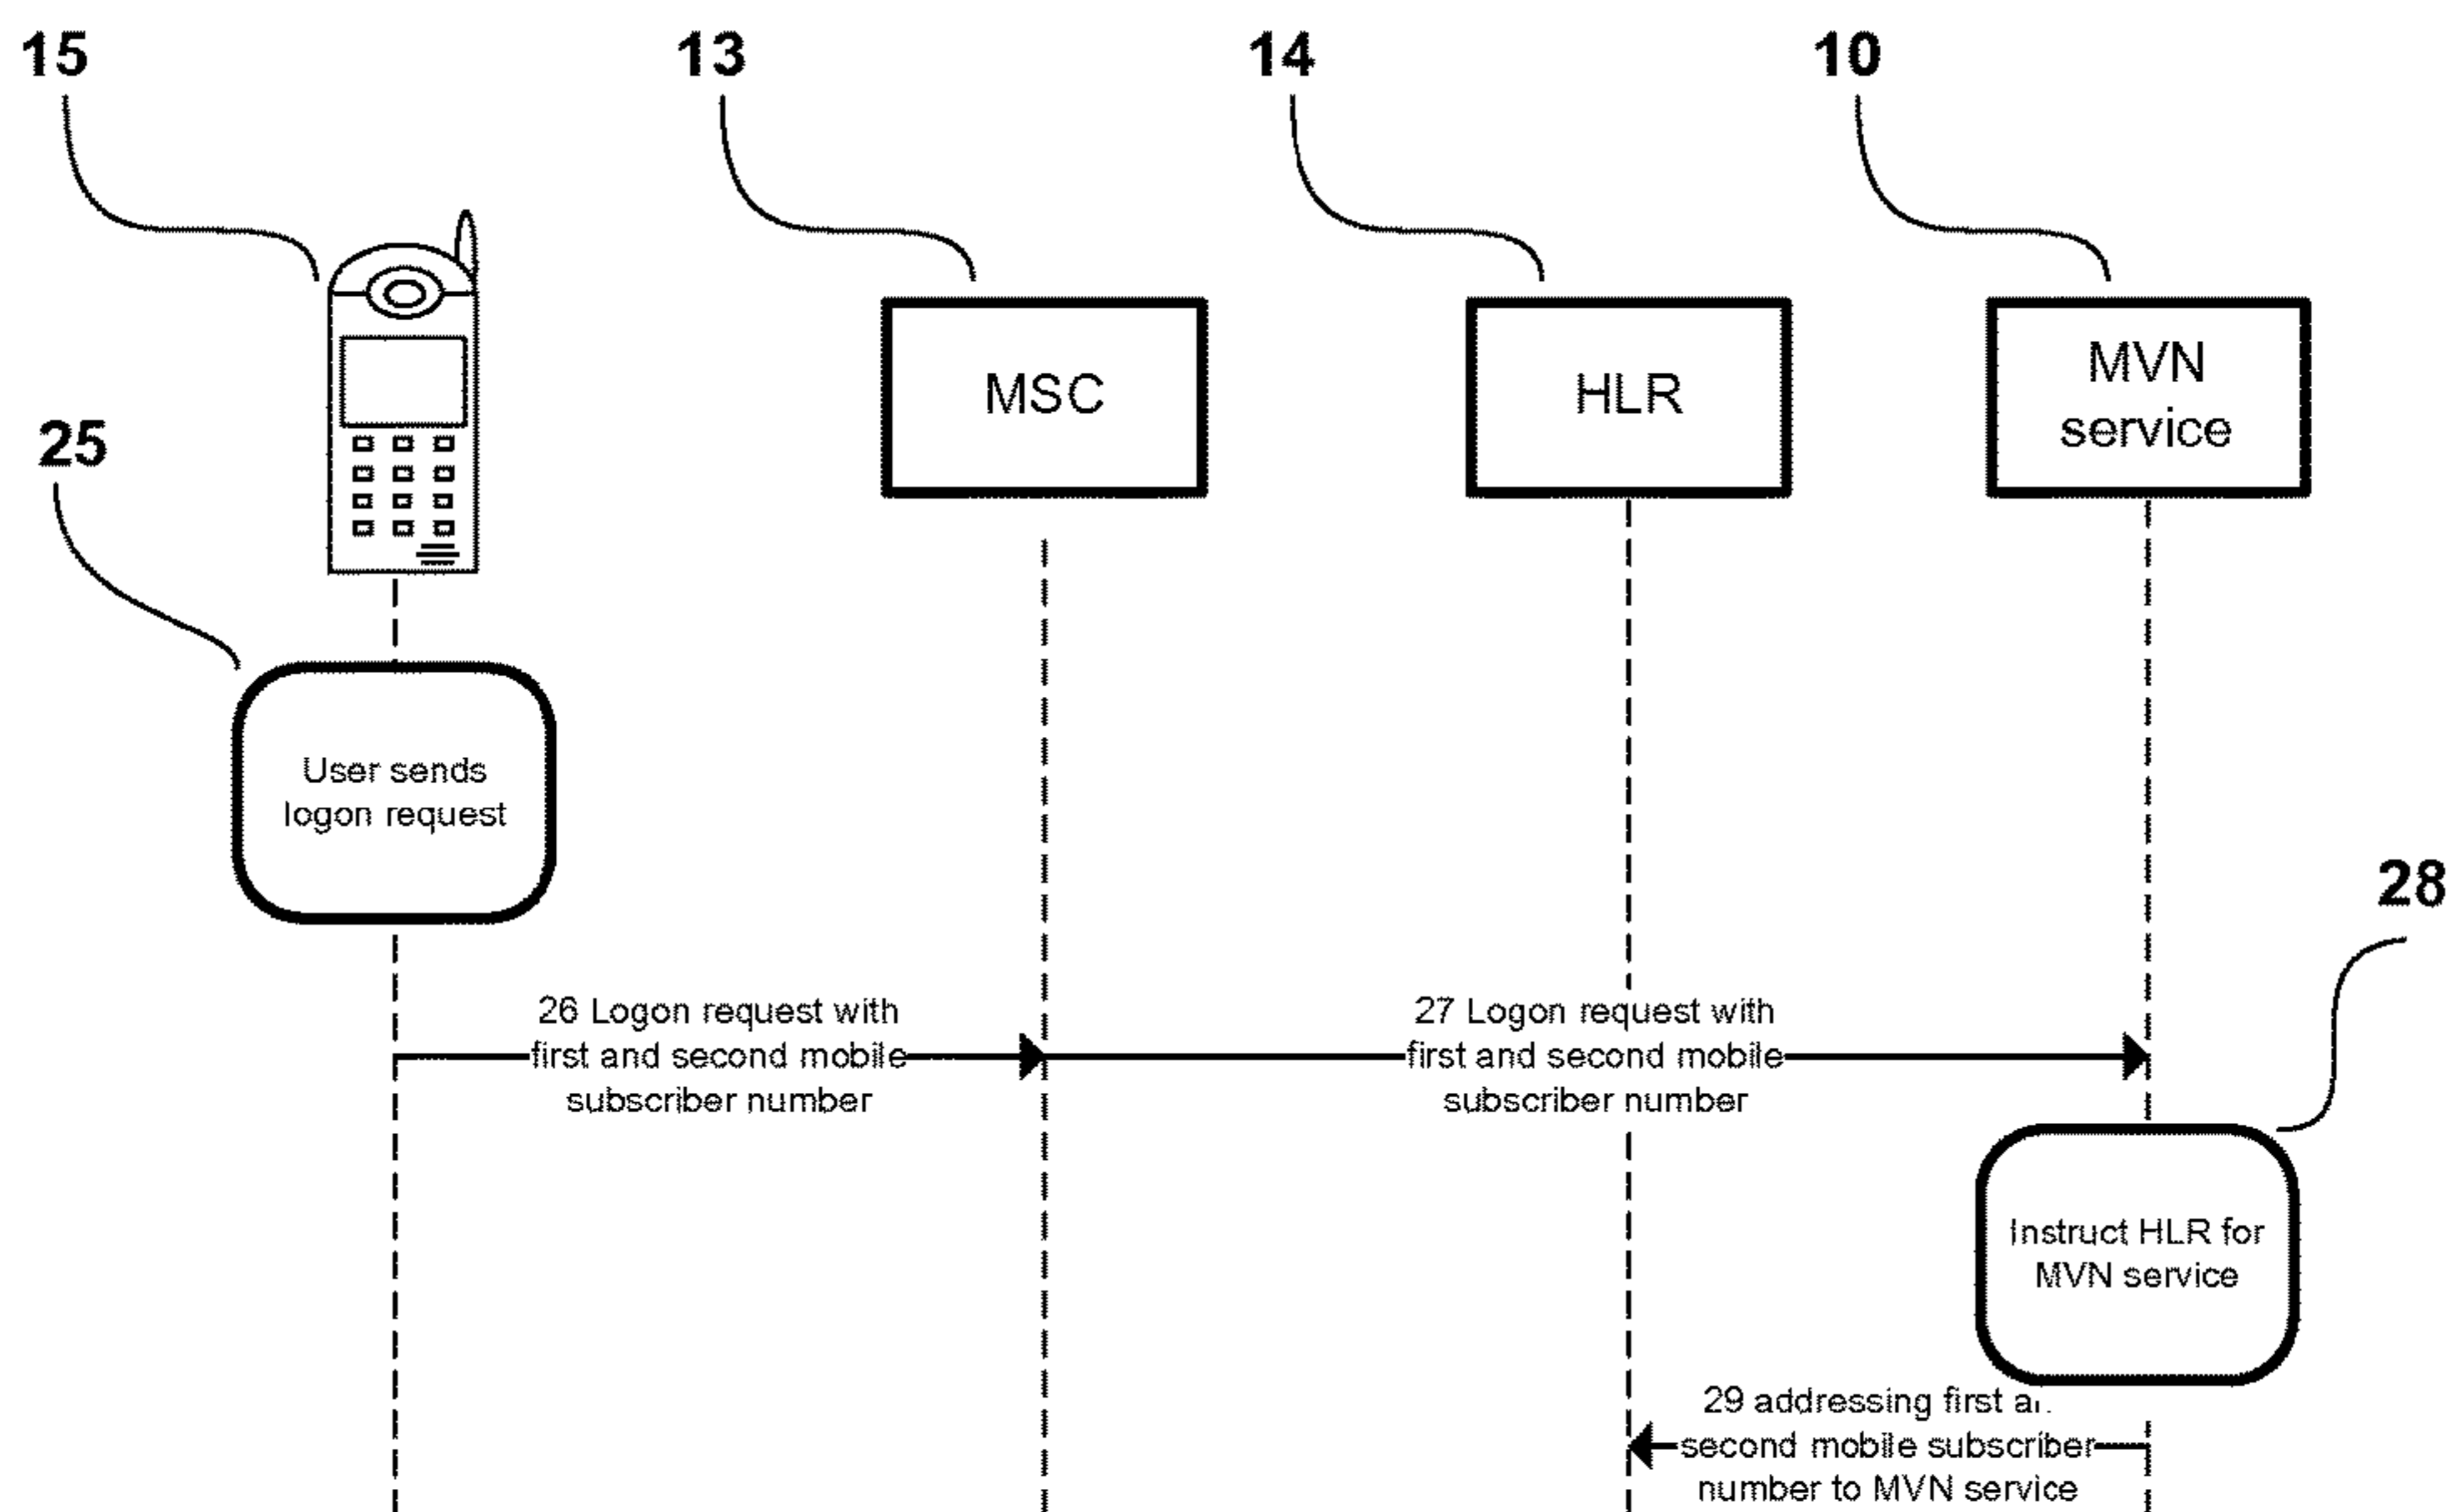 15
13
14
10
MSC
HLR
MVN
service
25
User sends
logon request
28
26 Logon request with
first and second mobile
subscriber number
27 Logon request with
first and second mobile
subscriber number
Instruct HLR for
MVN service
29 addressing first
second mobile subscriber
number to MVN service